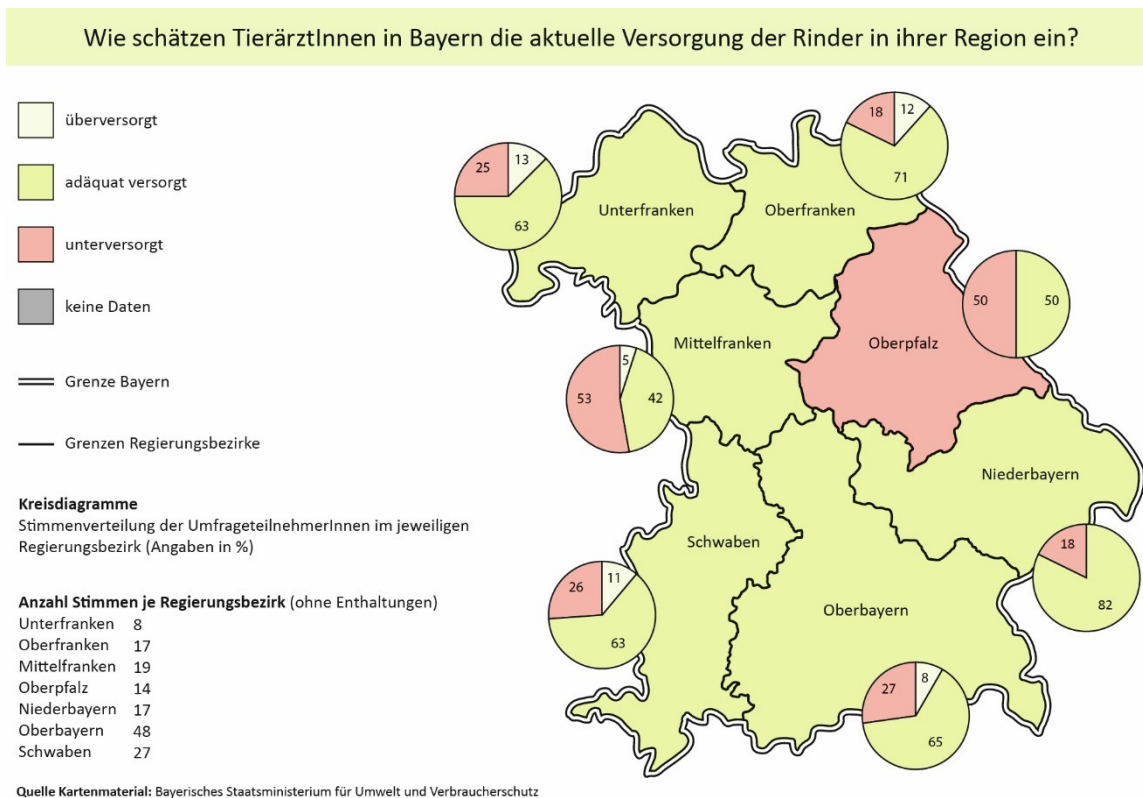 Wie schätzen TierärztInnen in Bayern die aktuelle Versorgung der Rinder in ihrer Region ein?
überversorgt
adäquat versorgt
unterversorgt
keine Daten
Grenze Bayern
Grenzen Regierungsbezirke
Kreisdiagramme
Stimmenverteilung der UmfrageteilnehmerInnen im jeweiligen
Regierungsbezirk (Angaben in %)
Anzahl Stimmen je Regierungsbezirk (ohne Enthaltungen)
Unterfranken 8
Oberfranken 17
Mittelfranken 19
Oberpfalz 14
Niederbayern 17
Oberbayern 48
Schwaben 27
Quelle Kartenmaterial: Bayerisches Staatsministerium für Umwelt und Verbraucherschutz
25 13
63
Unterfranken
18 12
71
Oberfranken
50 50
Oberpfalz
Mittelfranken
5
53 42
Niederbayern
18
82
Schwaben
26 11
63
Oberbayern
27 8
65